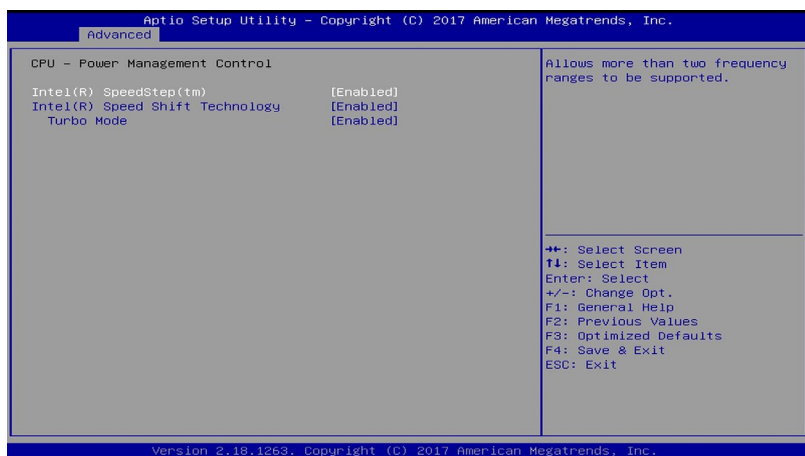 Aptio Setup Utility – Copyright (C) 2017 American Megatrends, Inc.
Advanced
CPU – Power Management Control
Intel(R) SpeedStep(tm) [Enabled]
Intel(R) Speed Shift Technology [Enabled]
Turbo Mode [Enabled]
Allows more than two frequency
ranges to be supported.
→←: Select Screen
↑↓: Select Item
Enter: Select
+/-: Change Opt.
F1: General Help
F2: Previous Values
F3: Optimized Defaults
F4: Save & Exit
ESC: Exit
Version 2.18.1263. Copyright (C) 2017 American Megatrends, Inc.